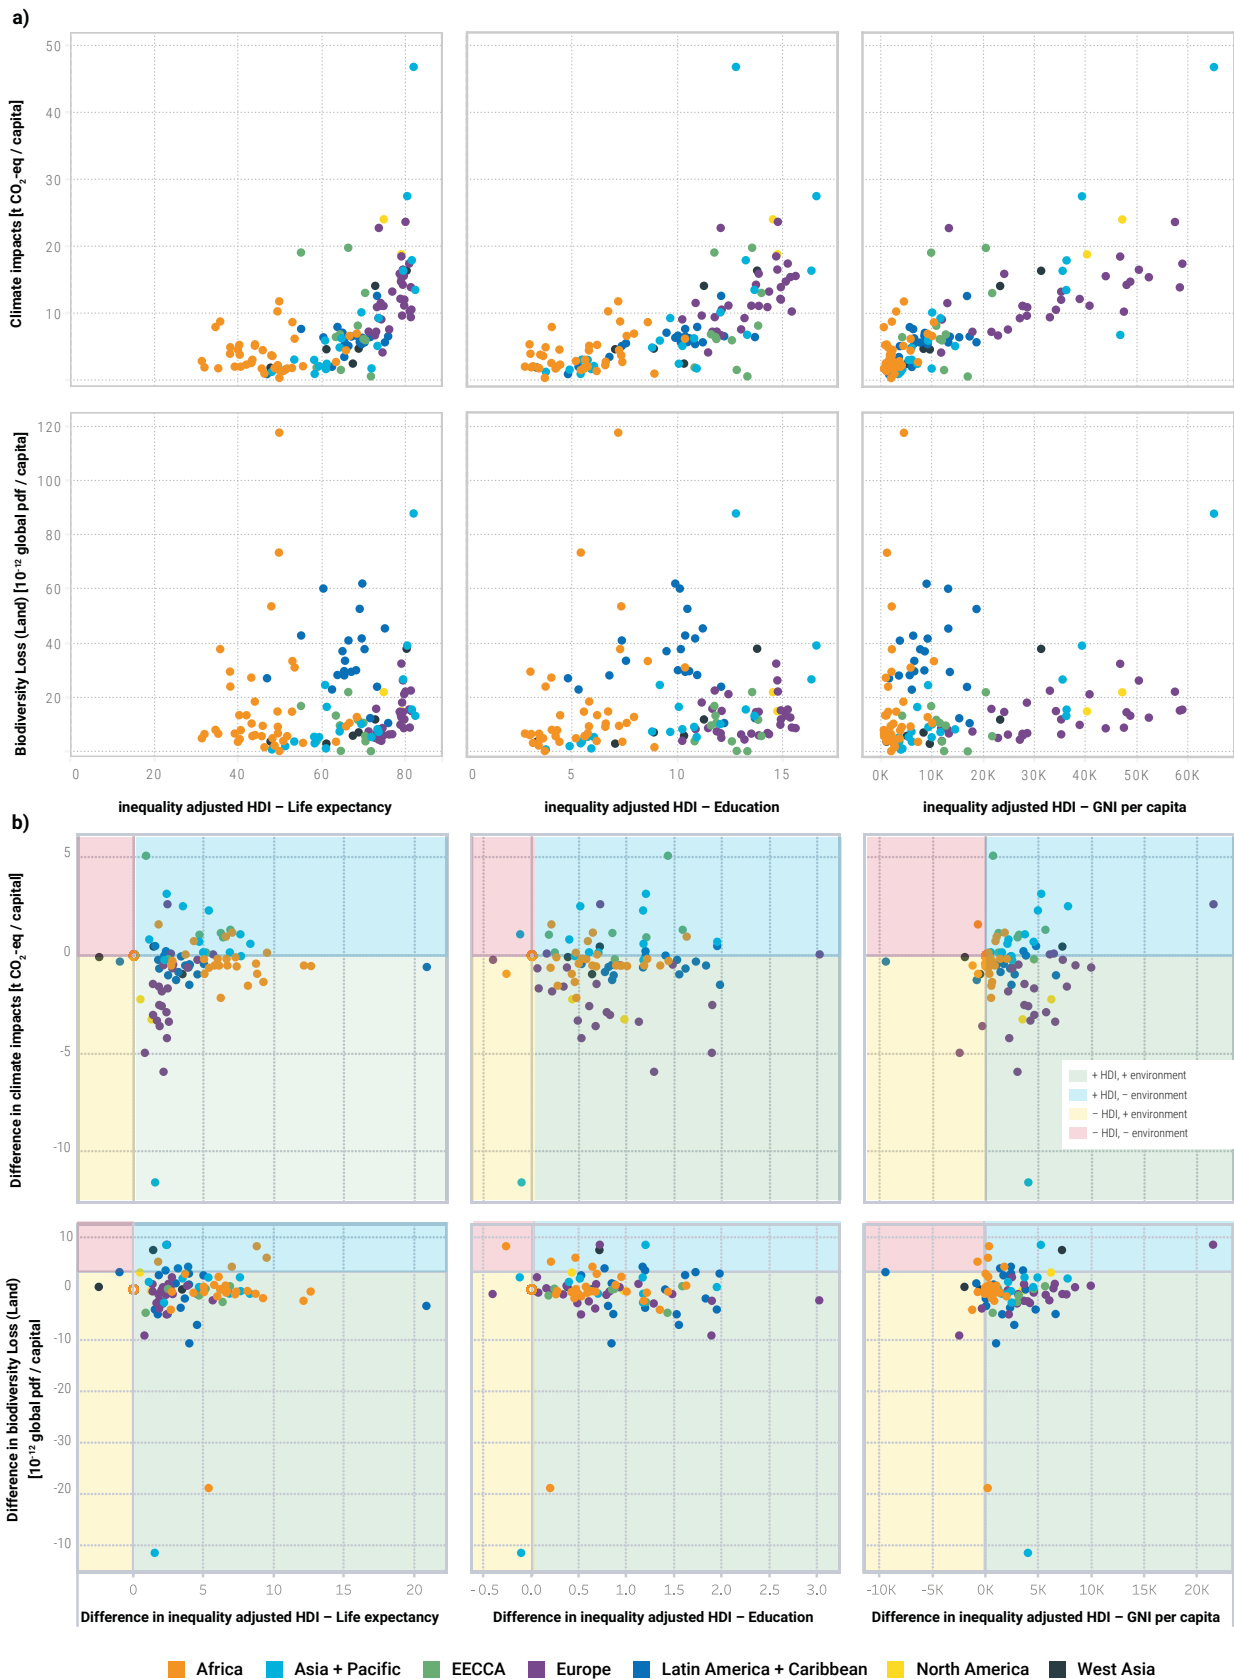 a)
Climate impacts [t CO₂-eq / capita]
50
40
30
20
10
Biodiversity Loss (Land) [10⁻¹² global pdf / capita]
120
100
80
60
40
20
0 20 40 60 80
0 5 10 15
0K 10K 20K 30K 40K 50K 60K
inequality adjusted HDI – Life expectancy
inequality adjusted HDI – Education
inequality adjusted HDI – GNI per capita
b)
Difference in climate impacts [t CO₂-eq / capital]
5
0
-5
-10
+ HDI, + environment
+ HDI, – environment
– HDI, + environment
– HDI, – environment
Difference in biodiversity Loss (Land)
[10⁻¹² global pdf / capital
10
0
-10
-20
-30
-20
-10
0 5 10 15 20
-0.5 0.0 0.5 1.0 1.5 2.0 2.5 3.0
-10K -5K 0K 5K 10K 15K 20K
Difference in inequality adjusted HDI – Life expectancy
Difference in inequality adjusted HDI – Education
Difference in inequality adjusted HDI – GNI per capita
Africa Asia + Pacific EECCA Europe Latin America + Caribbean North America West Asia